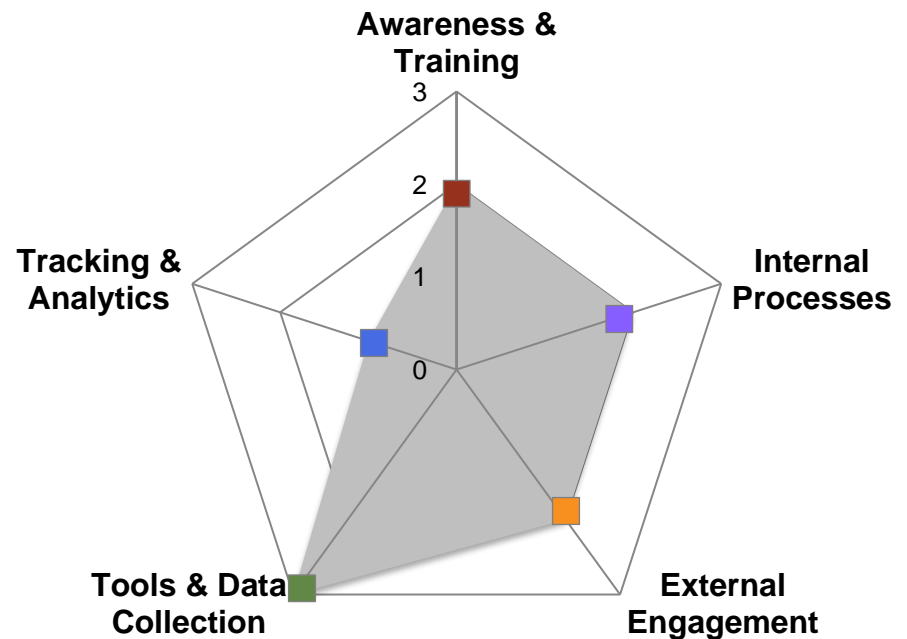 Awareness &
Training
3
2
1
0
Tracking &
Analytics
Internal
Processes
Tools & Data
Collection
External
Engagement